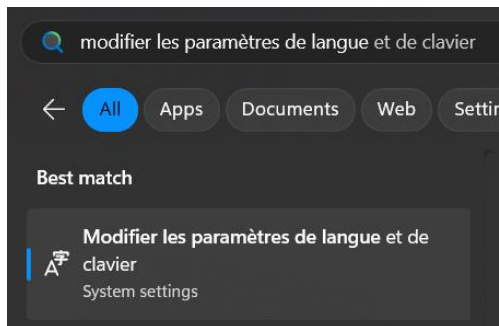 modifier les paramètres de langue et de clavier
All Apps Documents Web
Best match
Modifier les paramètres de langue et de
clavier
System settings